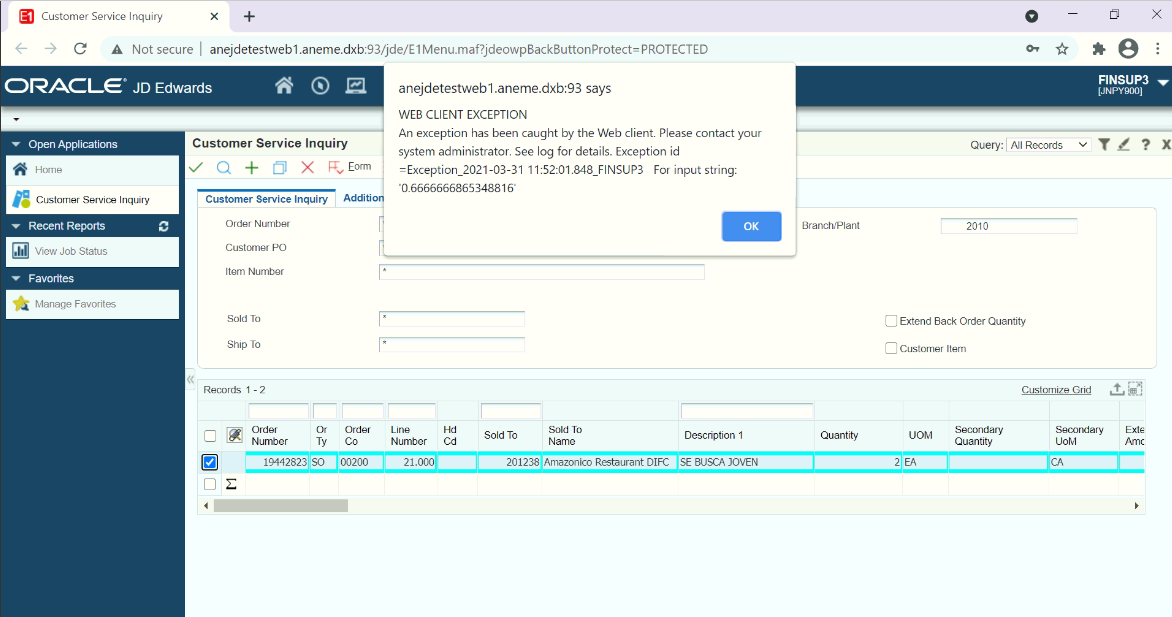 E1 Customer Service Inquiry
Not secure anejdetestweb1.aneme.dxb:93/jde/E1Menu.maf?jdeowpBackButtonProtect=PROTECTED
ORACLE® JD Edwards
FINSUP3
[JNPY900]
anejdetestweb1.aneme.dxb:93 says
WEB CLIENT EXCEPTION
An exception has been caught by the Web client. Please contact your
system administrator. See log for details. Exception id
=Exception_2021-03-31 11:52:01.848_FINSUP3 For input string:
'0.6666666865348816'
OK
Open Applications
Home
Customer Service Inquiry
Recent Reports
View Job Status
Favorites
Manage Favorites
Customer Service Inquiry
Query: All Records
Form
Customer Service Inquiry Addition
Order Number
Branch/Plant 2010
Customer PO
Item Number *
Sold To *
Extend Back Order Quantity
Ship To *
Customer Item
Records 1 - 2
Customize Grid
Order Number Or Ty Order Co Line Number Hd Cd Sold To Sold To Name Description 1 Quantity UOM Secondary Quantity Secondary UoM Exte Amo
19442823 SO 00200 21.000 201238 Amazonico Restaurant DIFC SE BUSCA JOVEN 2 EA CA
Σ